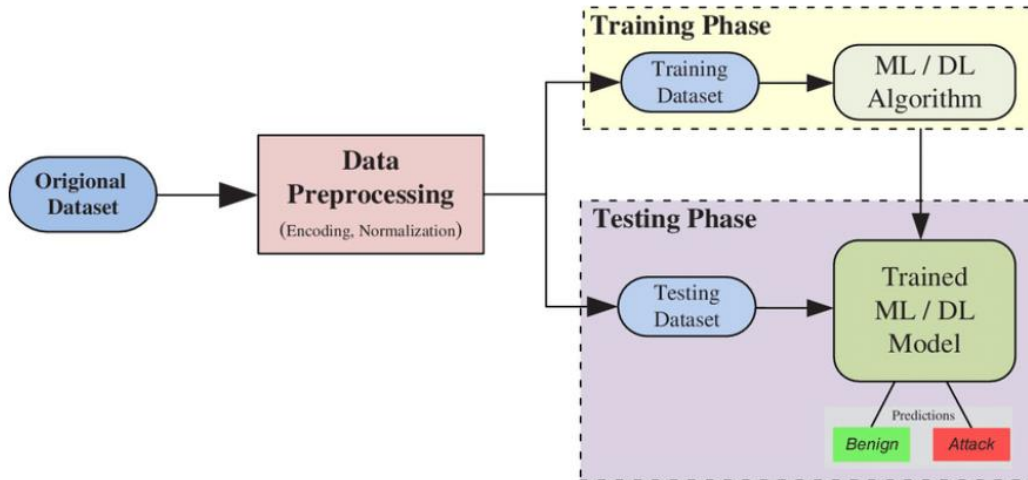 Origional
Dataset
Data
Preprocessing
(Encoding, Normalization)
Training Phase
Training
Dataset
ML / DL
Algorithm
Testing Phase
Testing
Dataset
Trained
ML / DL
Model
Predictions
Benign
Attack